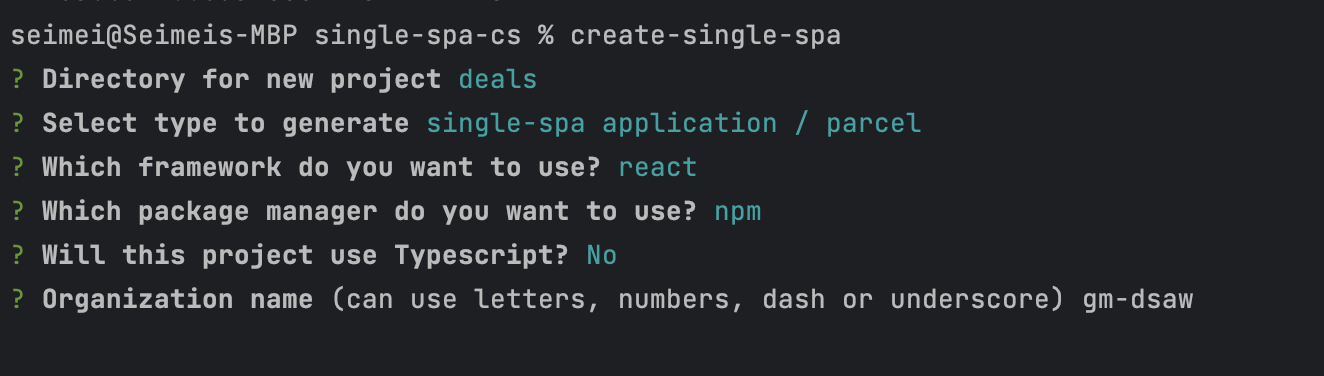 seimei@Seimeis-MBP single-spa-cs % create-single-spa
? Directory for new project deals
? Select type to generate single-spa application / parcel
? Which framework do you want to use? react
? Which package manager do you want to use? npm
? Will this project use Typescript? No
? Organization name (can use letters, numbers, dash or underscore) gm-dsaw